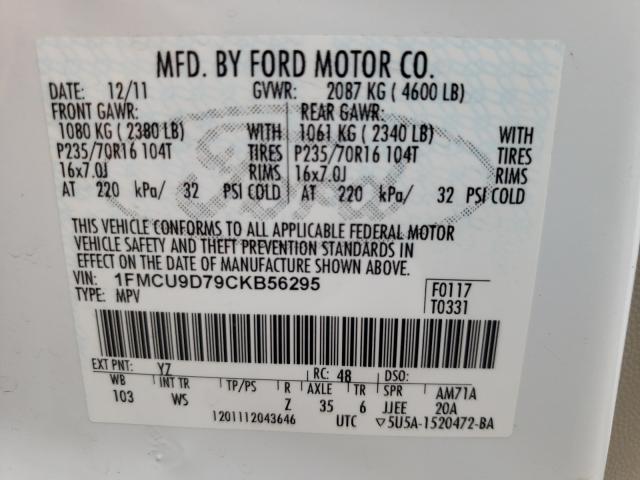 MFD. BY FORD MOTOR CO.
DATE: 12/11 GVWR: 2087 KG ( 4600 LB)
FRONT GAWR: REAR GAWR:
1080 KG ( 2380 LB) WITH 1061 KG ( 2340 LB) WITH
P235/70R16 104T TIRES P235/70R16 104T TIRES
16x7.0J RIMS 16x7.0J RIMS
AT 220 kPa/ 32 PSI COLD AT 220 kPa/ 32 PSI COLD
Ford
THIS VEHICLE CONFORMS TO ALL APPLICABLE FEDERAL MOTOR
VEHICLE SAFETY AND THEFT PREVENTION STANDARDS IN
EFFECT ON THE DATE OF MANUFACTURE SHOWN ABOVE.
VIN: 1FMCU9D79CKB56295 F0117
TYPE: MPV T0331
EXT PNT: YZ RC: 48 DSO:
WB INT TR TP/PS R AXLE TR SPR AM71A
103 WS Z 35 6 JJEE 20A
1201112043646 UTC ▽5U5A-1520472-BA